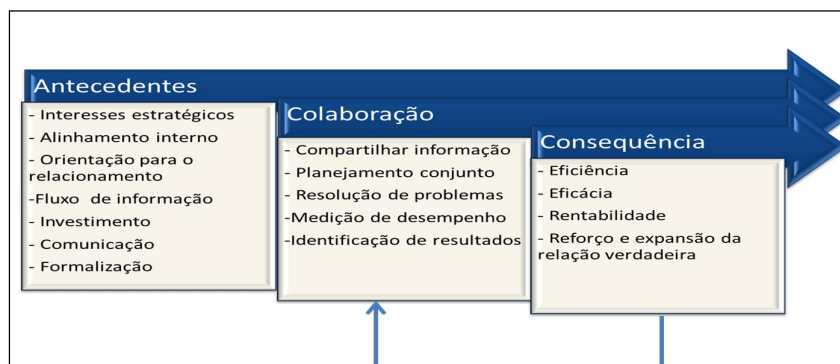 Antecedentes
- Interesses estratégicos
- Alinhamento interno
- Orientação para o
relacionamento
-Fluxo de informação
- Investimento
- Comunicação
- Formalização
Colaboração
- Compartilhar informação
- Planejamento conjunto
- Resolução de problemas
-Medição de desempenho
-Identificação de resultados
Consequência
- Eficiência
- Eficácia
- Rentabilidade
- Reforço e expansão da
relação verdadeira